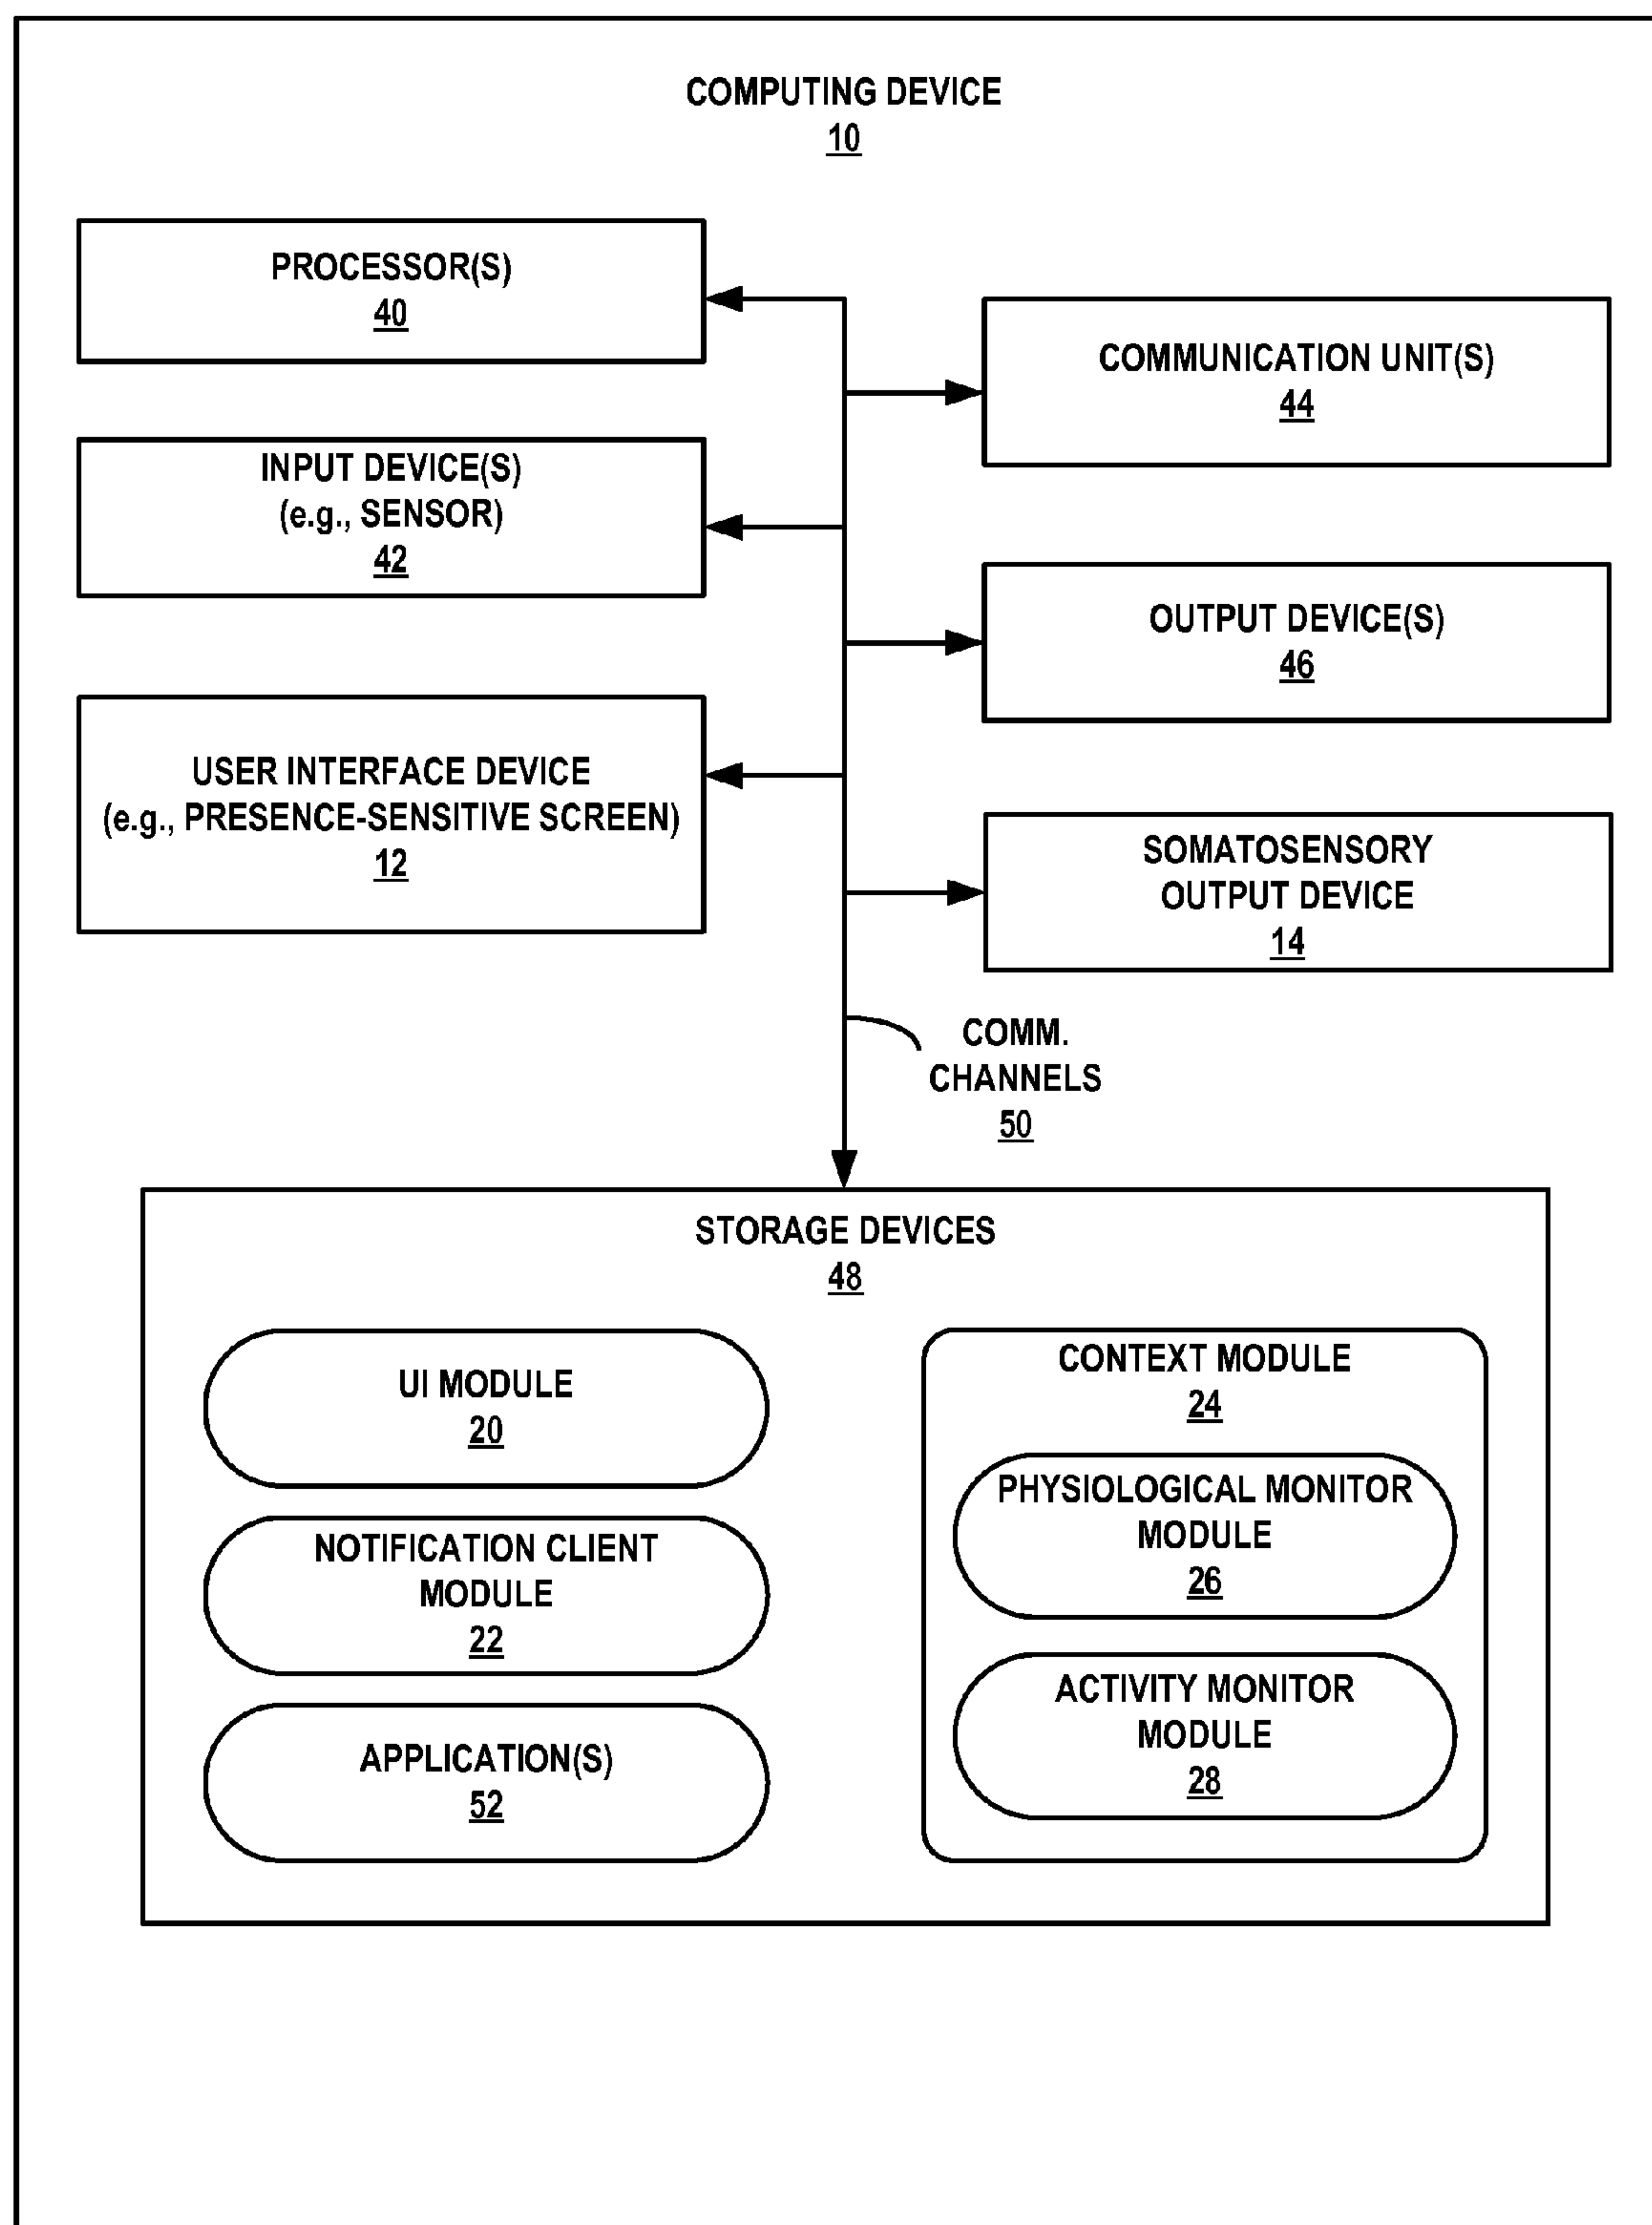 COMPUTING DEVICE
10
PROCESSOR(S)
40
COMMUNICATION UNIT(S)
44
INPUT DEVICE(S)
(e.g., SENSOR)
42
OUTPUT DEVICE(S)
46
USER INTERFACE DEVICE
(e.g., PRESENCE-SENSITIVE SCREEN)
12
SOMATOSENSORY
OUTPUT DEVICE
14
COMM.
CHANNELS
50
STORAGE DEVICES
48
UI MODULE
20
NOTIFICATION CLIENT
MODULE
22
APPLICATION(S)
52
CONTEXT MODULE
24
PHYSIOLOGICAL MONITOR
MODULE
26
ACTIVITY MONITOR
MODULE
28